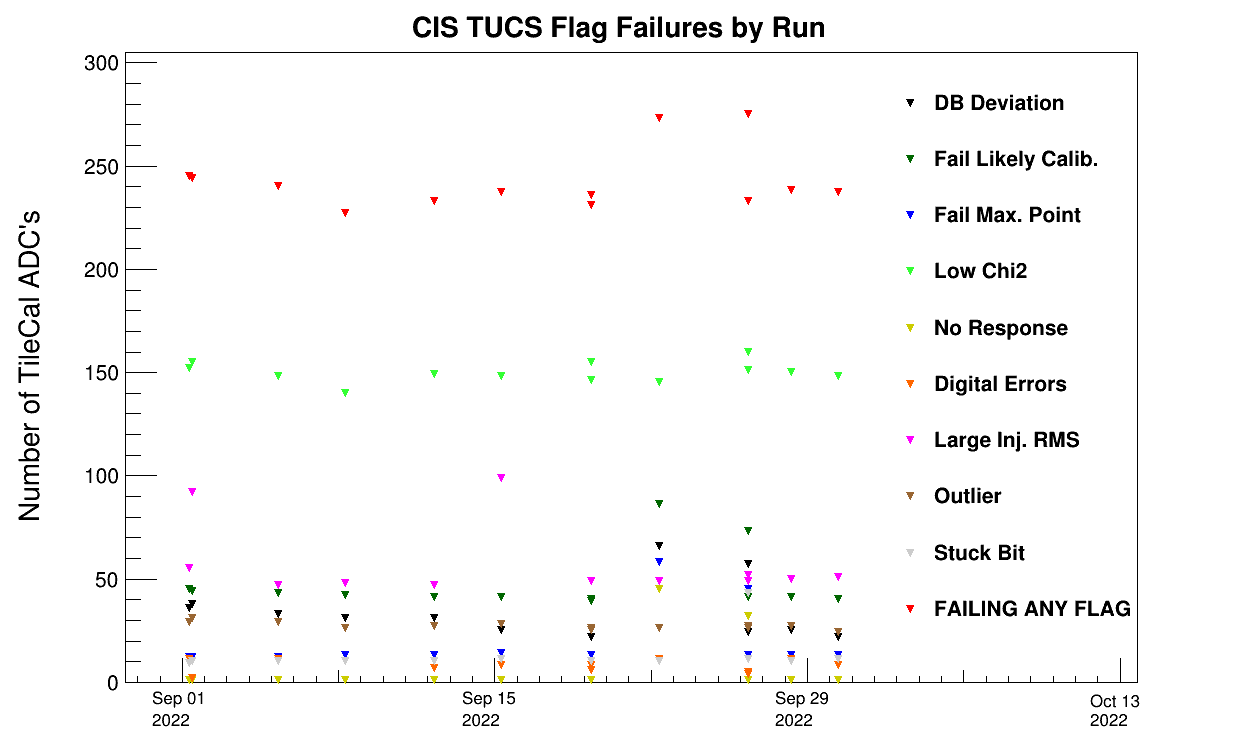 CIS TUCS Flag Failures by Run
Number of TileCal ADC's
300
250
200
150
100
50
0
DB Deviation
Fail Likely Calib.
Fail Max. Point
Low Chi2
No Response
Digital Errors
Large Inj. RMS
Outlier
Stuck Bit
FAILING ANY FLAG
Sep 01
2022
Sep 15
2022
Sep 29
2022
Oct 13
2022